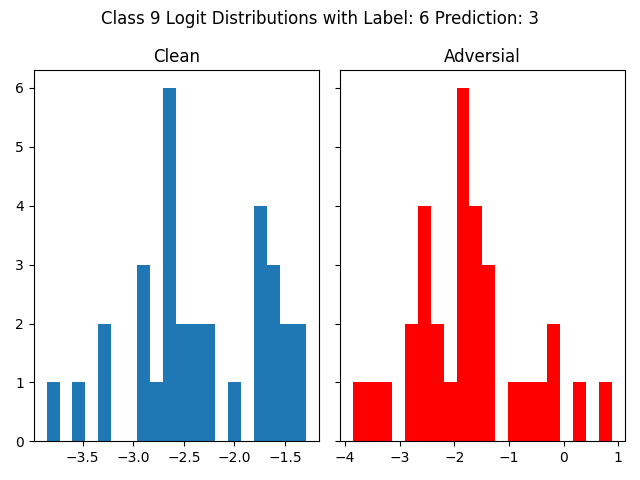 Class 9 Logit Distributions with Label: 6 Prediction: 3
Clean
Adversial
6
5
4
3
2
1
0
−3.5 −3.0 −2.5 −2.0 −1.5
−4 −3 −2 −1 0 1